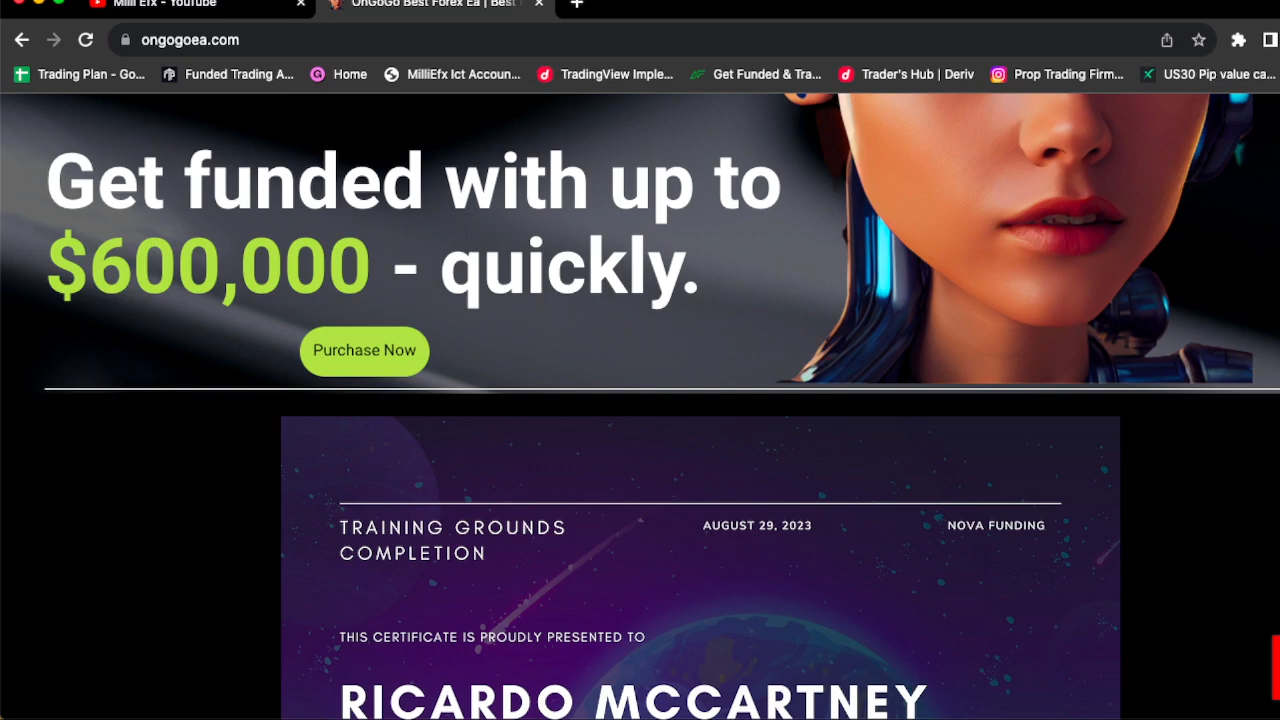 Milli Efx - YouTube
OnGoGo Best Forex Ea | Best
ongogoea.com
Trading Plan - Go...
Funded Trading A...
Home
MilliEfx Ict Accoun...
TradingView Imple...
Get Funded & Tra...
Trader's Hub | Deriv
Prop Trading Firm...
US30 Pip value ca...
Get funded with up to
$600,000 - quickly.
Purchase Now
TRAINING GROUNDS
COMPLETION
AUGUST 29, 2023
NOVA FUNDING
THIS CERTIFICATE IS PROUDLY PRESENTED TO
RICARDO MCCARTNEY